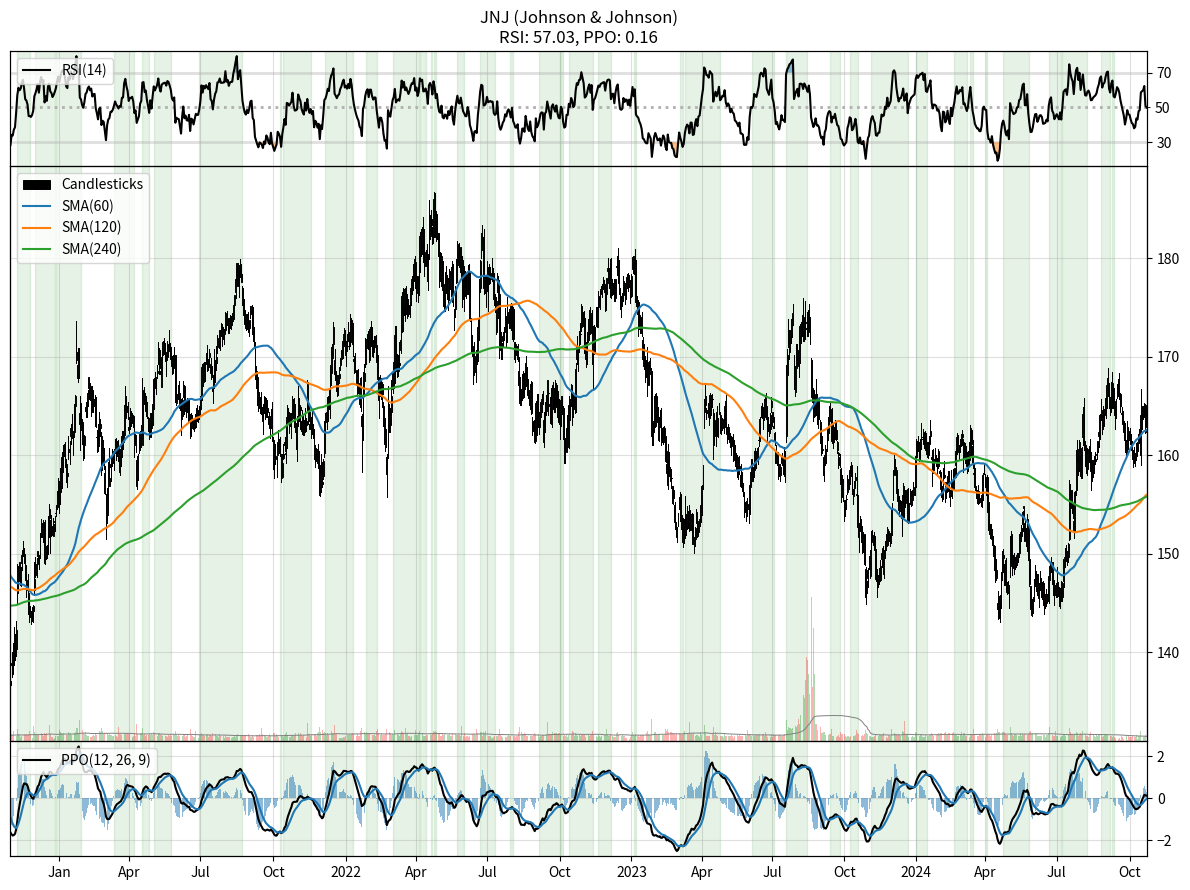 JNJ (Johnson & Johnson)
RSI: 57.03, PPO: 0.16
RSI(14)
70
50
30
Candlesticks
SMA(60)
SMA(120)
SMA(240)
180
170
160
150
140
PPO(12, 26, 9)
2
0
−2
Jan Apr Jul Oct 2022 Apr Jul Oct 2023 Apr Jul Oct 2024 Apr Jul Oct